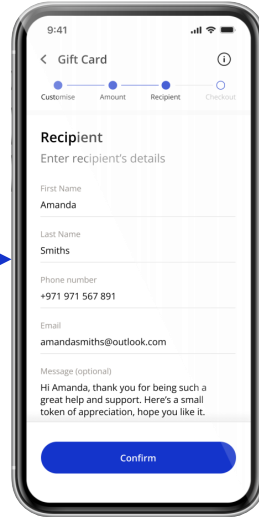 9:41
Gift Card
Customise Amount Recipient Checkout
Recipient
Enter recipient's details
First Name
Amanda
Last Name
Smiths
Phone number
+971 971 567 891
Email
amandasmiths@outlook.com
Message (optional)
Hi Amanda, thank you for being such a
great help and support. Here's a small
token of appreciation, hope you like it.
Confirm